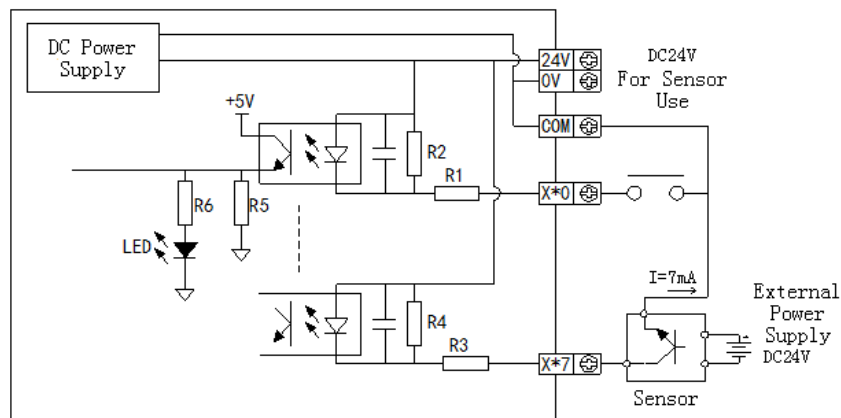 DC Power
Supply
24V
0V
DC24V
For Sensor
Use
+5V
COM
R2
R1
X*0
R6
R5
LED
I=7mA
External
Power
Supply
DC24V
R4
R3
X*7
Sensor